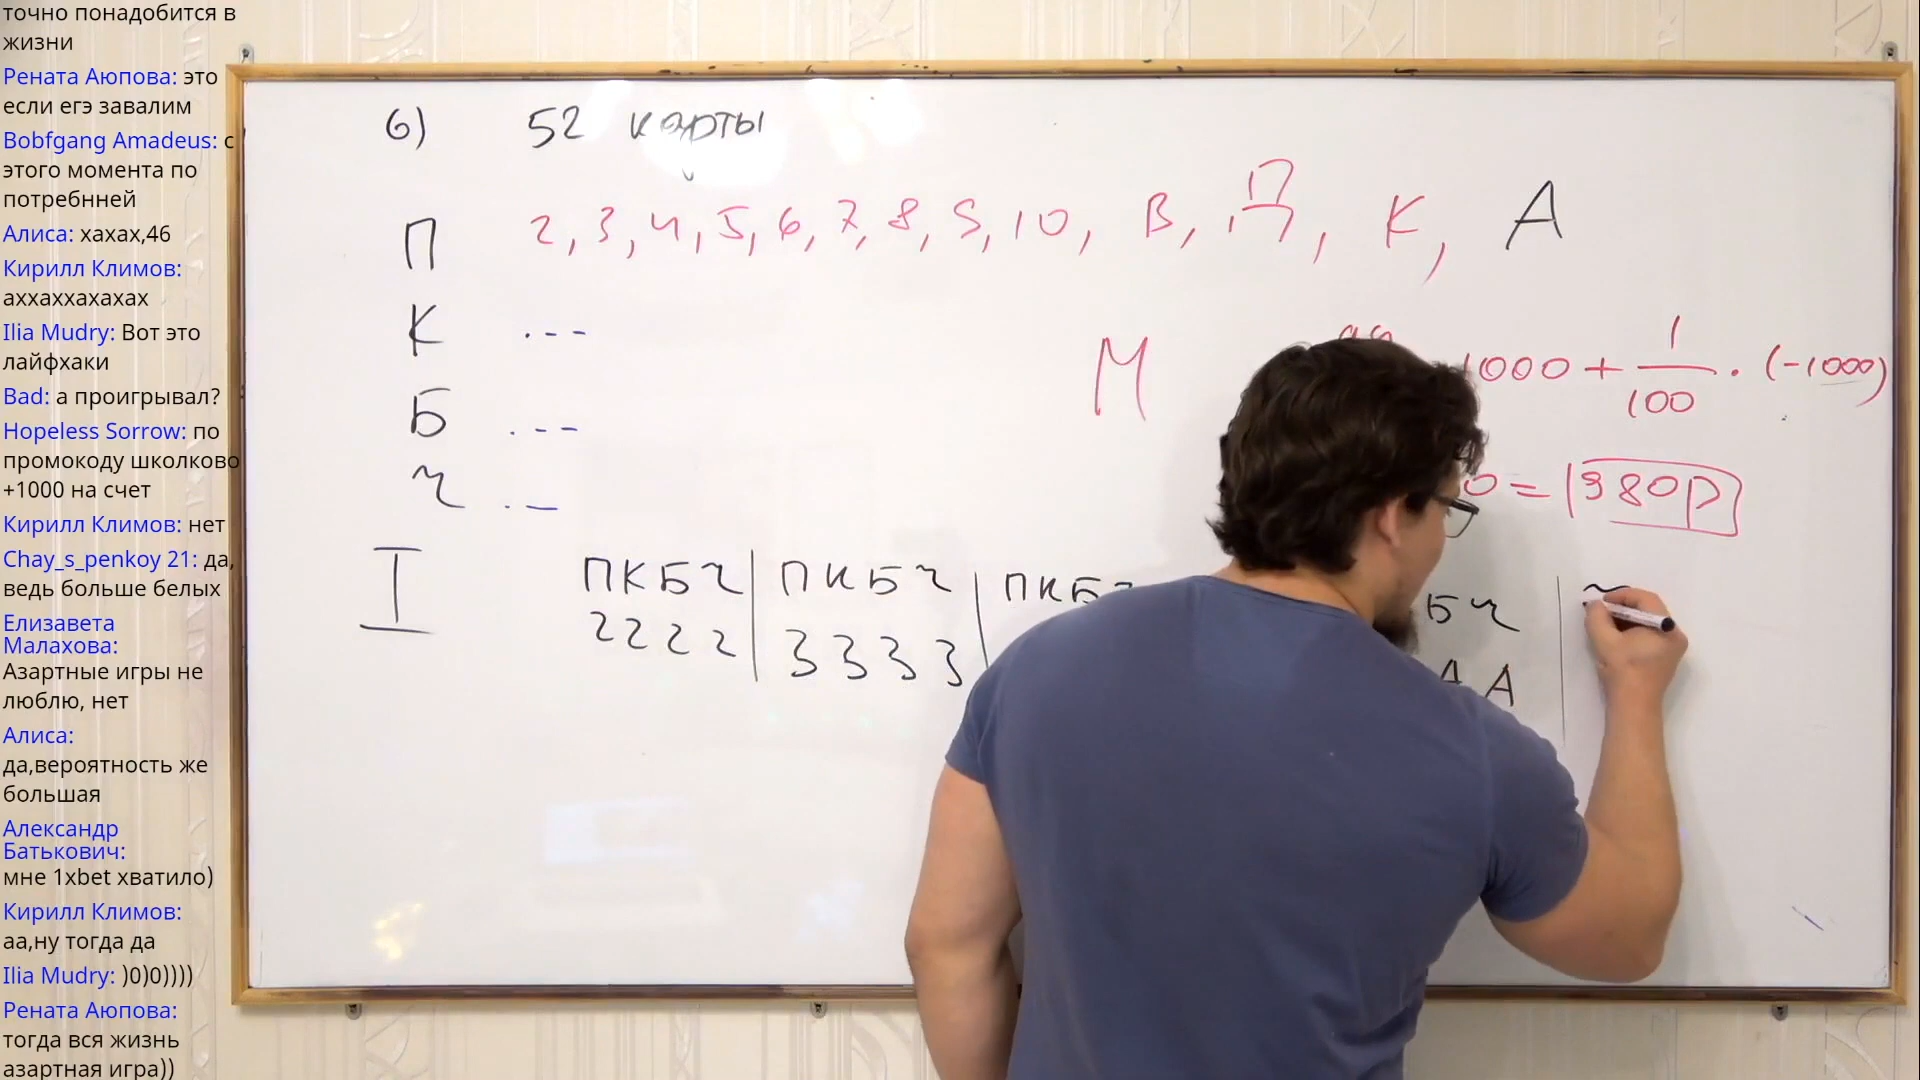 точно понадобится в
жизни
Рената Аюпова: это
если егэ завалим
Bobfgang Amadeus: с
этого момента по
потребнней
Алиса: хахах,46
Кирилл Климов:
аххаххахахах
Ilia Mudry: Вот это
лайфхаки
Bad: а проигрывал?
Hopeless Sorrow: по
промокоду школково
+1000 на счет
Кирилл Климов: нет
Chay_s_penkoy 21: да,
ведь больше белых
Елизавета
Малахова:
Азартные игры не
люблю, нет
Алиса:
да,вероятность же
большая
Александр
Батькович:
мне 1xbet хватило)
Кирилл Климов:
аа,ну тогда да
Ilia Mudry: )0)0))))
Рената Аюпова:
тогда вся жизнь
азартная игра))
6) 52 карты
П 2, 3, 4, 5, 6, 7, 8, 9, 10, В, Д, К, А
К ---
Б ---
Ч --
М 1000 + 1/100 · (-1000)
0 = 980р
I ПКБЧ | ПКБЧ | ПКБ БЧ |
2222 | 3333 | А А